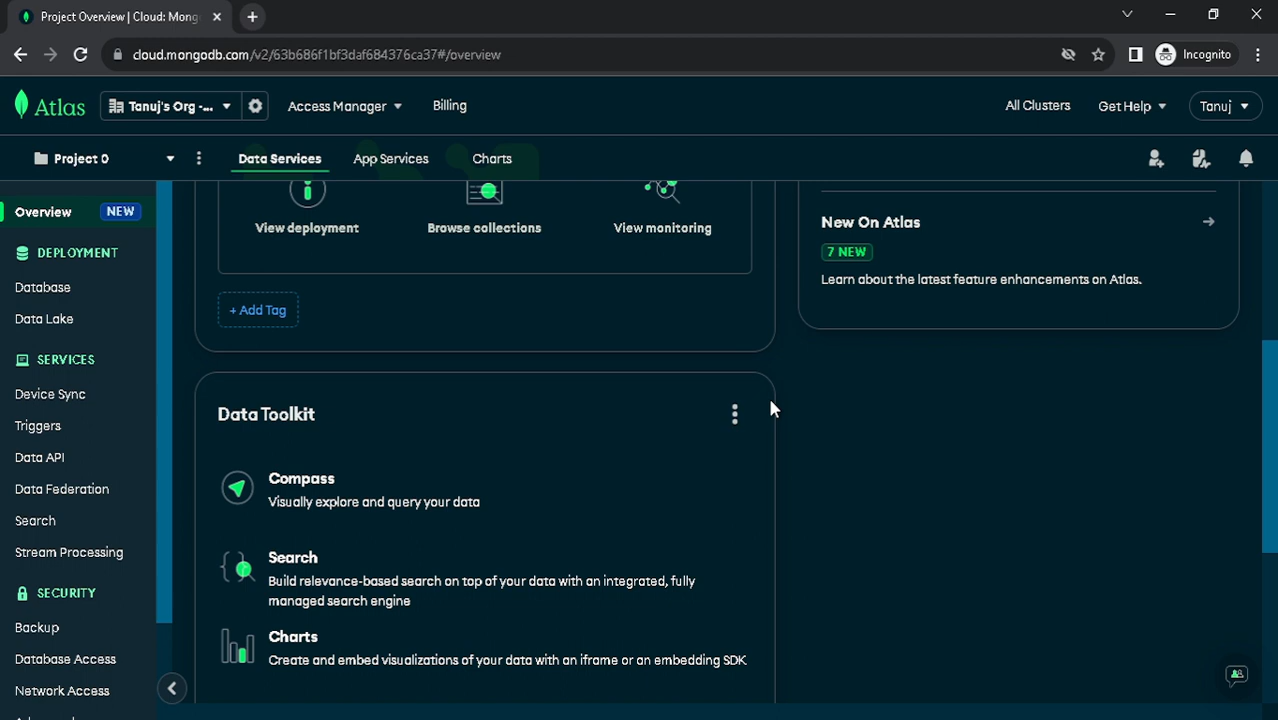 Project Overview | Cloud: Mong
cloud.mongodb.com/v2/63b686f1bf3daf684376ca37#/overview
Incognito
Atlas
Tanuj's Org -...
Access Manager
Billing
All Clusters
Get Help
Tanuj
Project 0
Data Services
App Services
Charts
Overview
NEW
DEPLOYMENT
Database
Data Lake
SERVICES
Device Sync
Triggers
Data API
Data Federation
Search
Stream Processing
SECURITY
Backup
Database Access
Network Access
View deployment
Browse collections
View monitoring
+ Add Tag
New On Atlas
7 NEW
Learn about the latest feature enhancements on Atlas.
Data Toolkit
Compass
Visually explore and query your data
Search
Build relevance-based search on top of your data with an integrated, fully
managed search engine
Charts
Create and embed visualizations of your data with an iframe or an embedding SDK